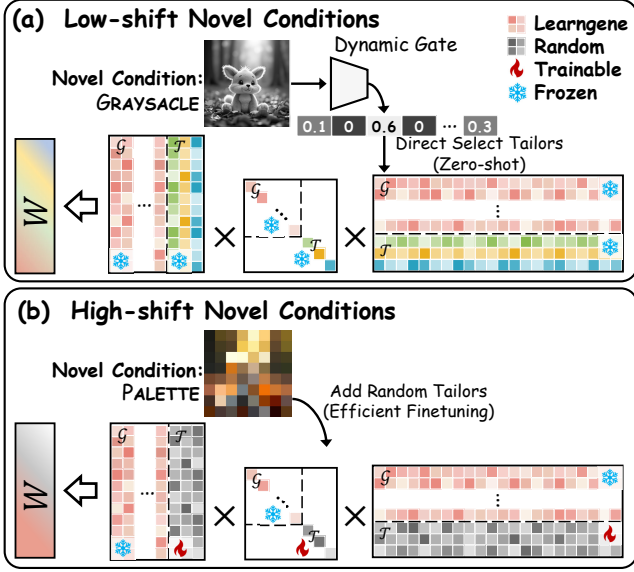 (a) Low-shift Novel Conditions
Learngene
Random
Trainable
Frozen
Dynamic Gate
Novel Condition:
GRAYSACLE
0.1 0 0.6 0 ... 0.3
Direct Select Tailors
(Zero-shot)
W
G
T
...
×
G
T
×
G
T
(b) High-shift Novel Conditions
Novel Condition:
PALETTE
Add Random Tailors
(Efficient Finetuning)
W
G
T
...
×
G
T
×
G
T